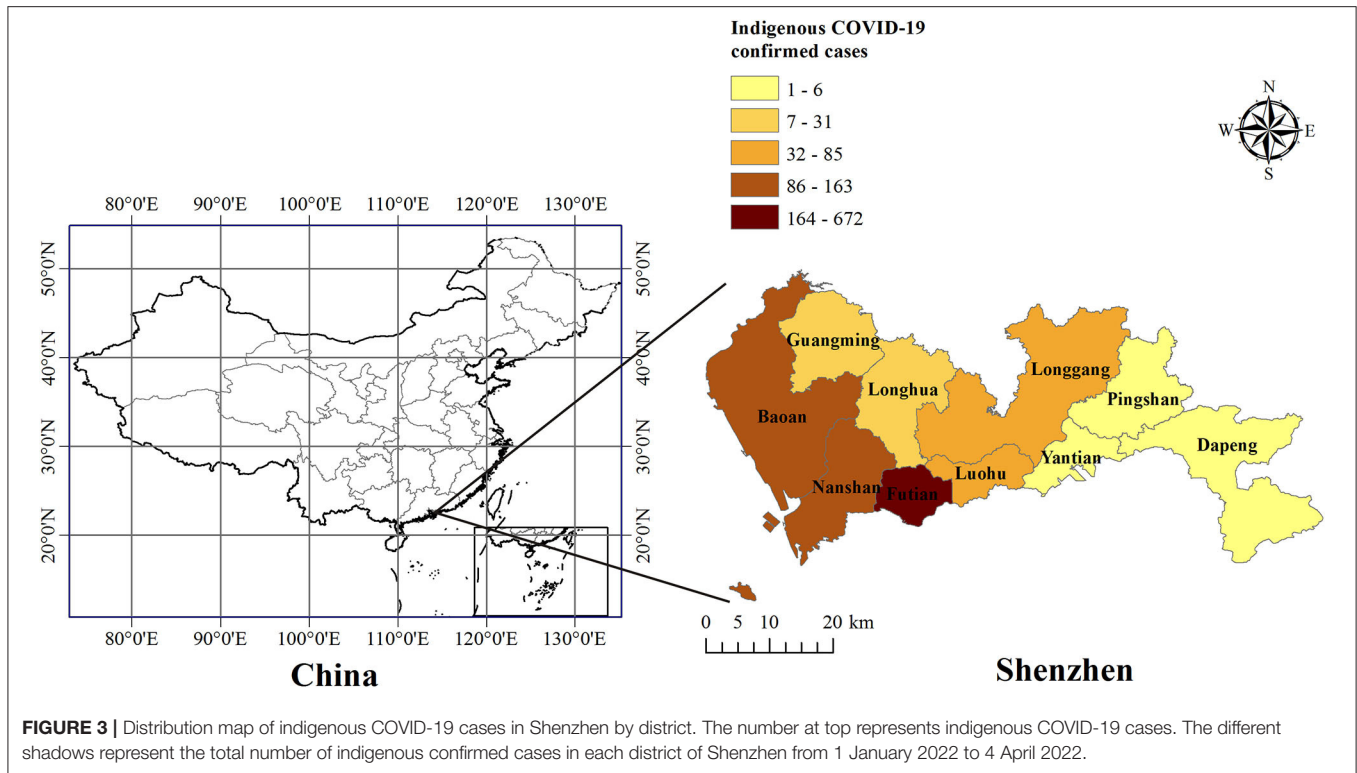 Indigenous COVID-19
confirmed cases
1 - 6
7 - 31
32 - 85
86 - 163
164 - 672
N
W
E
S
80°0'E 90°0'E 100°0'E 110°0'E 120°0'E 130°0'E
50°0'N
40°0'N
30°0'N
20°0'N
50°0'N
40°0'N
30°0'N
20°0'N
80°0'E 90°0'E 100°0'E 110°0'E 120°0'E 130°0'E
China
Guangming
Longhua
Longgang
Pingshan
Baoan
Dapeng
Yantian
Luohu
Nanshan
Futian
0 5 10 20 km
Shenzhen
FIGURE 3 | Distribution map of indigenous COVID-19 cases in Shenzhen by district. The number at top represents indigenous COVID-19 cases. The different
shadows represent the total number of indigenous confirmed cases in each district of Shenzhen from 1 January 2022 to 4 April 2022.